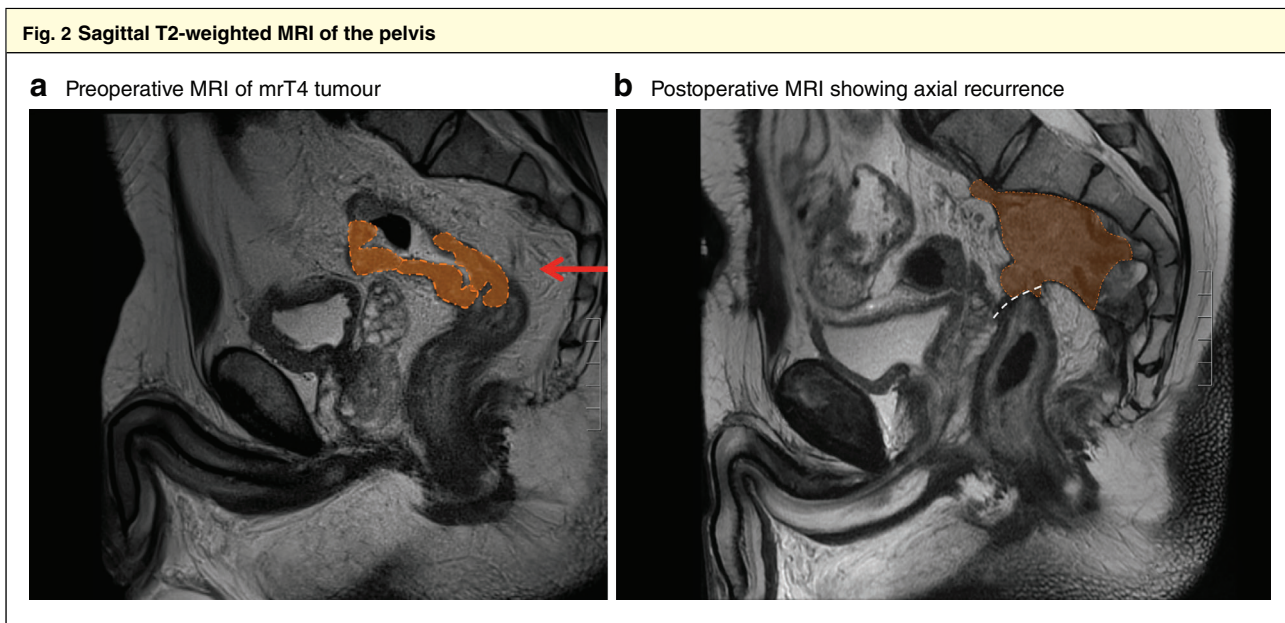 Fig. 2 Sagittal T2-weighted MRI of the pelvis
a Preoperative MRI of mrT4 tumour
b Postoperative MRI showing axial recurrence